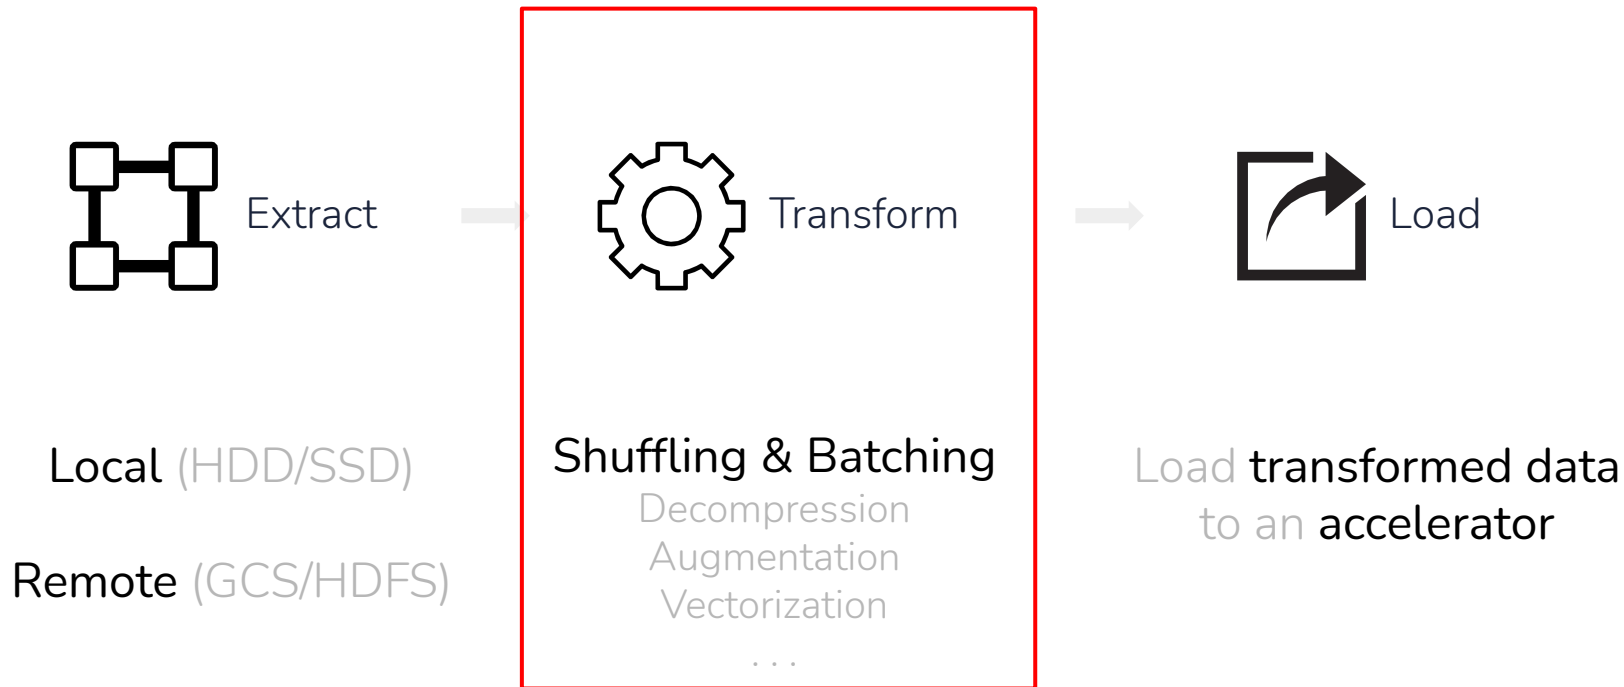 Extract
Transform
Load
Local (HDD/SSD)
Remote (GCS/HDFS)
Shuffling & Batching
Decompression
Augmentation
Vectorization
. . .
Load transformed data
to an accelerator